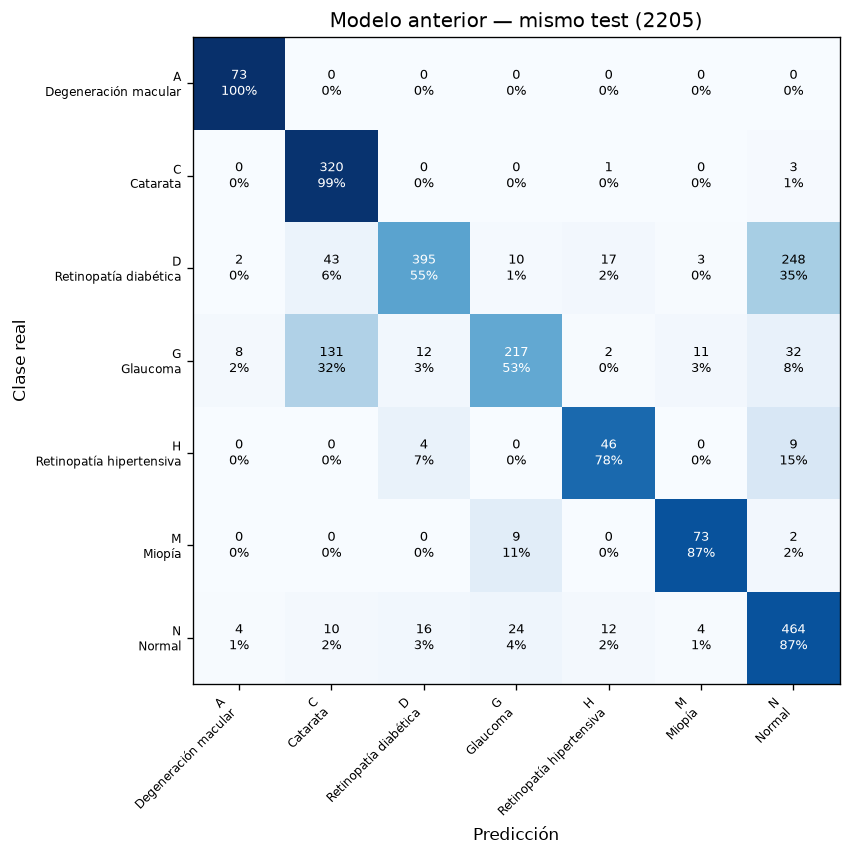 Modelo anterior — mismo test (2205)
Clase real
A
Degeneración macular
73 0 0 0 0 0 0
100% 0% 0% 0% 0% 0% 0%
C
Catarata
0 320 0 0 1 0 3
0% 99% 0% 0% 0% 0% 1%
D
Retinopatía diabética
2 43 395 10 17 3 248
0% 6% 55% 1% 2% 0% 35%
G
Glaucoma
8 131 12 217 2 11 32
2% 32% 3% 53% 0% 3% 8%
H
Retinopatía hipertensiva
0 0 4 0 46 0 9
0% 0% 7% 0% 78% 0% 15%
M
Miopía
0 0 0 9 0 73 2
0% 0% 0% 11% 0% 87% 2%
N
Normal
4 10 16 24 12 4 464
1% 2% 3% 4% 2% 1% 87%
A
Degeneración macular
C
Catarata
D
Retinopatía diabética
G
Glaucoma
H
Retinopatía hipertensiva
M
Miopía
N
Normal
Predicción